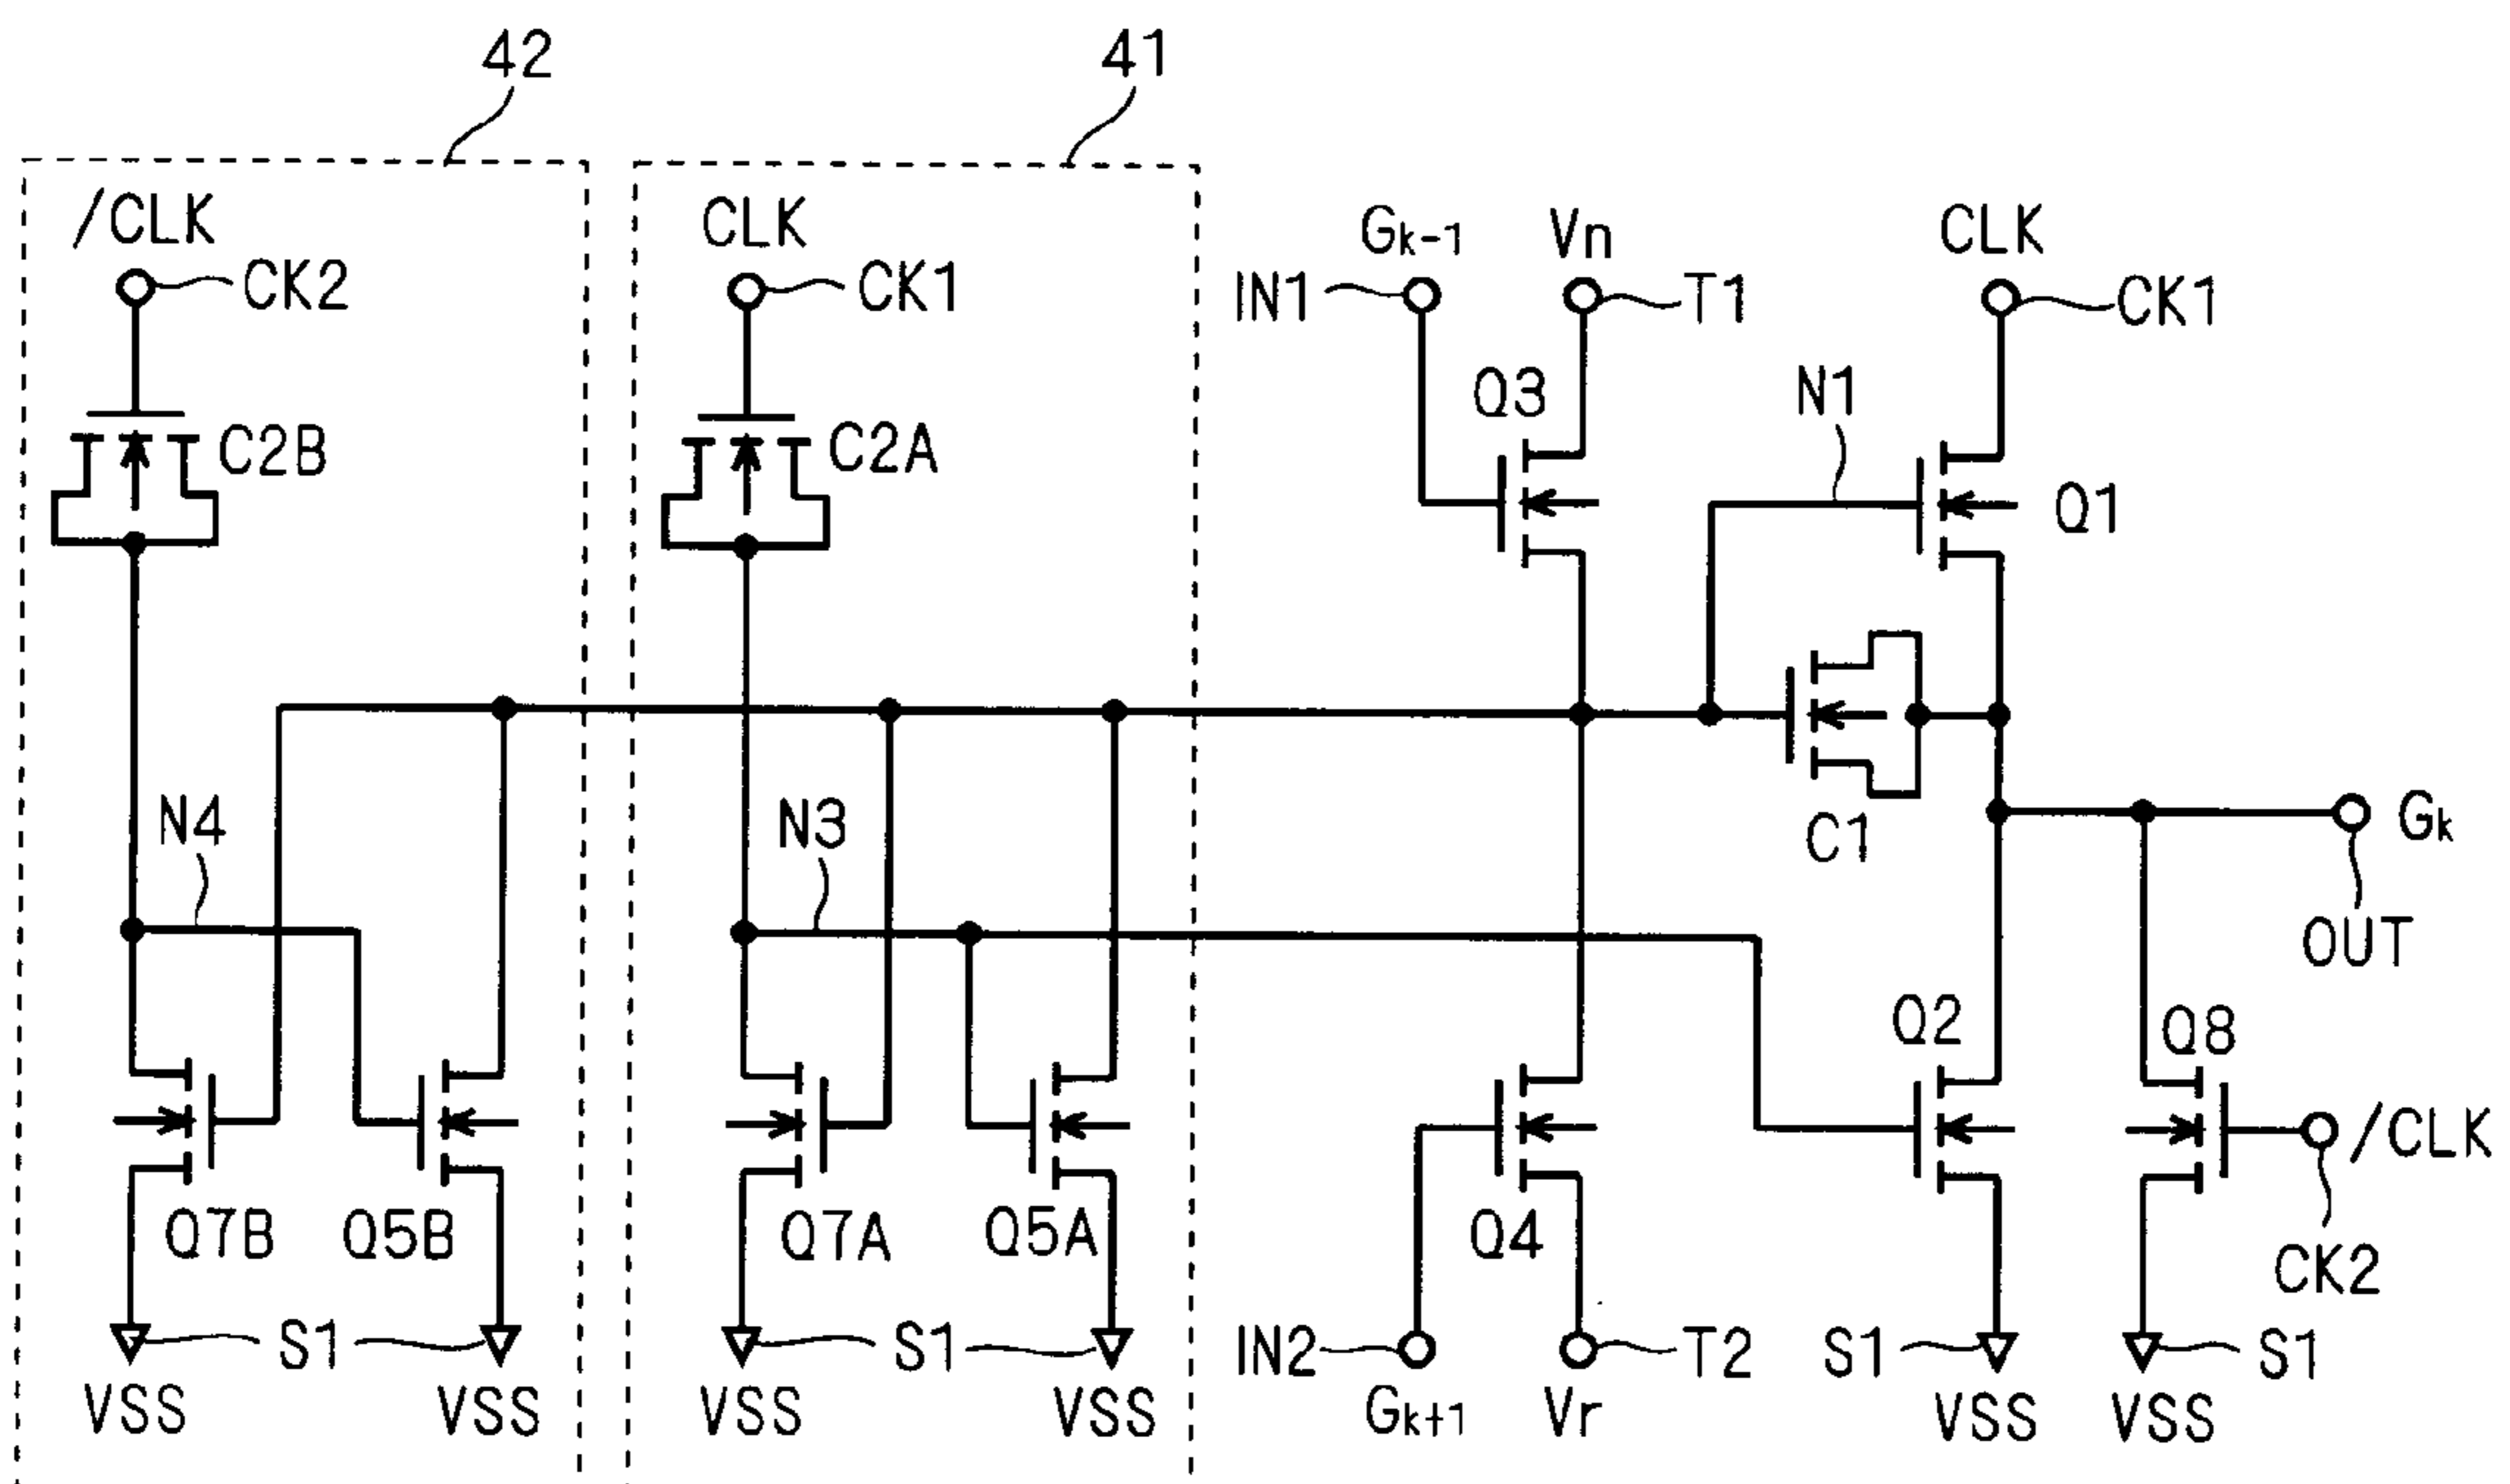 42
41
/CLK
CLK
Gk-1
Vn
CLK
CK2
CK1
IN1
T1
CK1
Q3
N1
C2B
C2A
Q1
N4
N3
C1
Gk
OUT
Q2
Q8
/CLK
Q7B
Q5B
Q7A
Q5A
Q4
CK2
S1
S1
IN2
T2
S1
S1
VSS
VSS
VSS
VSS
Gk+1
Vr
VSS
VSS